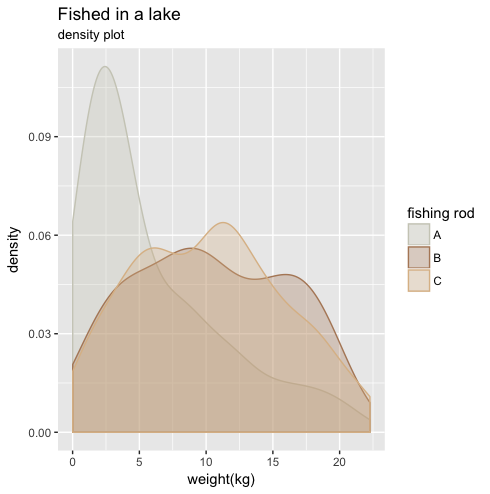 Fished in a lake
density plot
density
0.09
0.06
0.03
0.00
0
5
10
15
20
weight(kg)
fishing rod
A
B
C